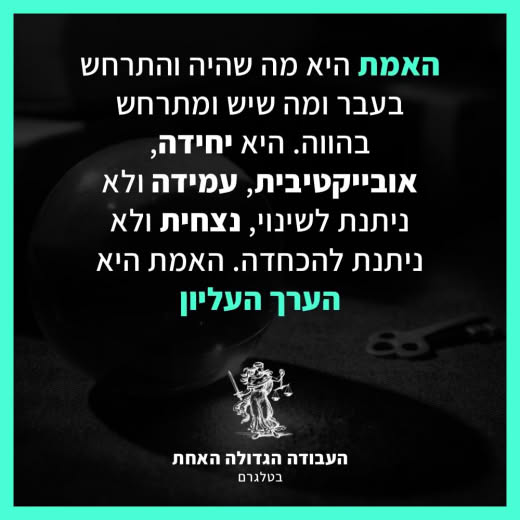 האמת היא מה שהיה והתרחש
בעבר ומה שיש ומתרחש
בהווה. היא יחידה,
אובייקטיבית, עמידה ולא
ניתנת לשינוי, נצחית ולא
ניתנת להכחדה. האמת היא
הערך העליון
העבודה הגדולה האחת
בטלגרם